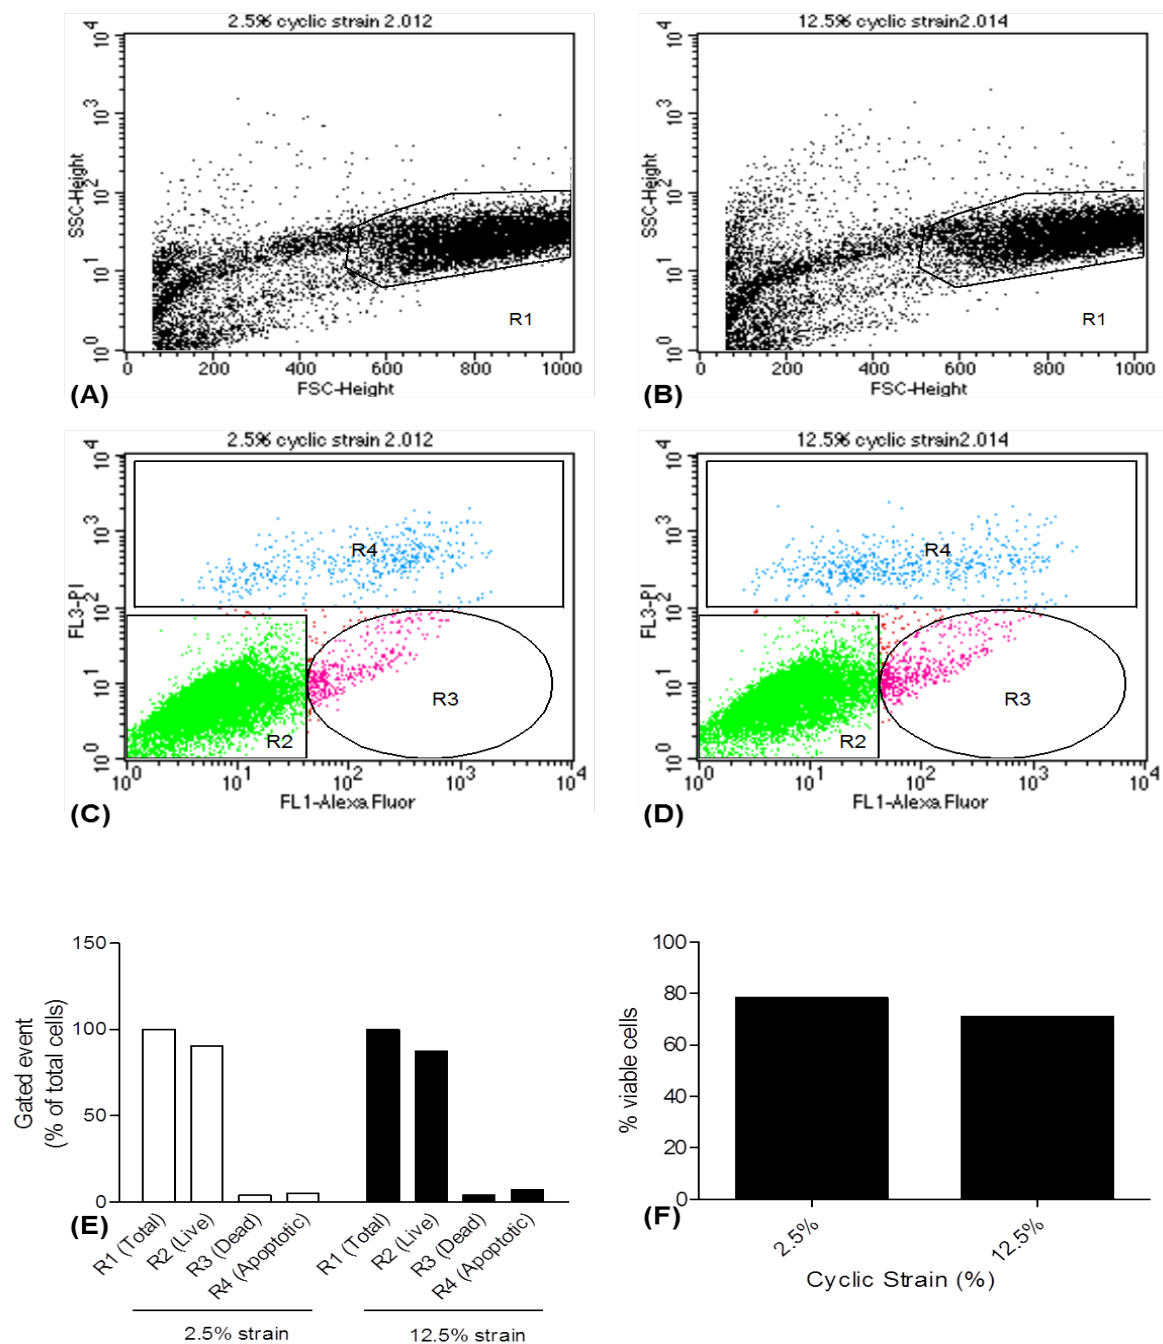 2.5% cyclic strain 2.012
10^4
10^3
10^2
10^1
10^0
SSC-Height
R1
0 200 400 600 800 1000
FSC-Height
(A)
12.5% cyclic strain2.014
10^4
10^3
10^2
10^1
10^0
SSC-Height
R1
0 200 400 600 800 1000
FSC-Height
(B)
2.5% cyclic strain 2.012
10^4
10^3
10^2
10^1
10^0
FL3-PI
R4
R3
R2
10^0 10^1 10^2 10^3 10^4
FL1-Alexa Fluor
(C)
12.5% cyclic strain2.014
10^4
10^3
10^2
10^1
10^0
FL3-PI
R4
R3
R2
10^0 10^1 10^2 10^3 10^4
FL1-Alexa Fluor
(D)
150
100
50
0
Gated event
(% of total cells)
(E)
R1 (Total)
R2 (Live)
R3 (Dead)
R4 (Apoptotic)
R1 (Total)
R2 (Live)
R3 (Dead)
R4 (Apoptotic)
2.5% strain
12.5% strain
100
80
60
40
20
0
% viable cells
(F)
2.5%
12.5%
Cyclic Strain (%)